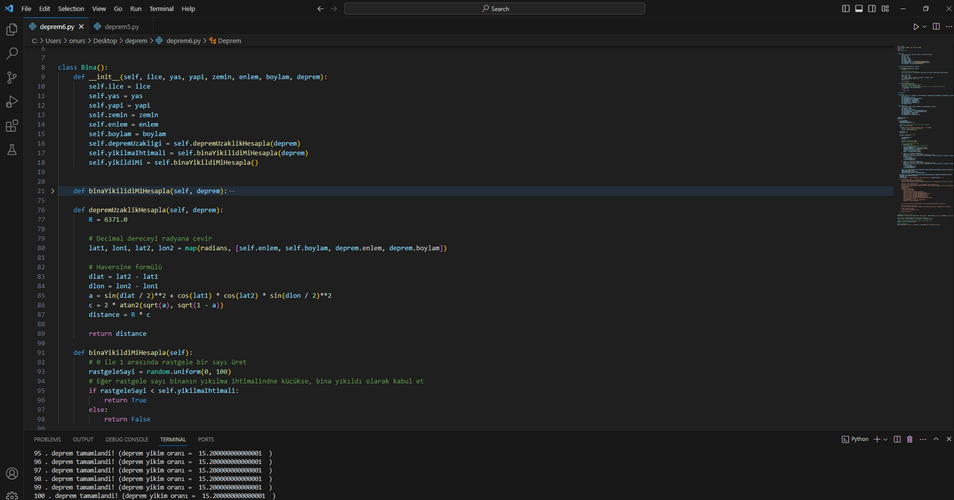 File Edit Selection View Go Run Terminal Help
Search
deprem6.py
deprem5.py
C: > Users > onurs > Desktop > deprem > deprem6.py > Deprem
6
7
8 class Bina():
9 def __init__(self, ilce, yas, yapi, zemin, enlem, boylam, deprem):
10 self.ilce = ilce
11 self.yas = yas
12 self.yapi = yapi
13 self.zemin = zemin
14 self.enlem = enlem
15 self.boylam = boylam
16 self.depremUzakligi = self.depremUzaklikHesapla(deprem)
17 self.yikilmaIhtimali = self.binaYikilidiMiHesapla(deprem)
18 self.yikildiMi = self.binaYikildiMiHesapla()
19
20
21 def binaYikilidiMiHesapla(self, deprem): ...
75
76 def depremUzaklikHesapla(self, deprem):
77 R = 6371.0
78
79 # Decimal dereceyi radyana çevir
80 lat1, lon1, lat2, lon2 = map(radians, [self.enlem, self.boylam, deprem.enlem, deprem.boylam])
81
82 # Haversine formülü
83 dlat = lat2 - lat1
84 dlon = lon2 - lon1
85 a = sin(dlat / 2)**2 + cos(lat1) * cos(lat2) * sin(dlon / 2)**2
86 c = 2 * atan2(sqrt(a), sqrt(1 - a))
87 distance = R * c
88
89 return distance
90
91 def binaYikildiMiHesapla(self):
92 # 0 ile 1 arasında rastgele bir sayı üret
93 rastgeleSayi = random.uniform(0, 100)
94 # Eğer rastgele sayı binanın yıkılma ihtimalindne küçükse, bina yıkıldı olarak kabul et
95 if rastgeleSayi < self.yikilmaIhtimali:
96 return True
97 else:
98 return False
99
PROBLEMS OUTPUT DEBUG CONSOLE TERMINAL PORTS
Python
95 . deprem tamamlandi! (deprem yikim oranı = 15.200000000000001 )
96 . deprem tamamlandi! (deprem yikim oranı = 15.200000000000001 )
97 . deprem tamamlandi! (deprem yikim oranı = 15.200000000000001 )
98 . deprem tamamlandi! (deprem yikim oranı = 15.200000000000001 )
99 . deprem tamamlandi! (deprem yikim oranı = 15.200000000000001 )
100 . deprem tamamlandi! (deprem yikim oranı = 15.200000000000001 )